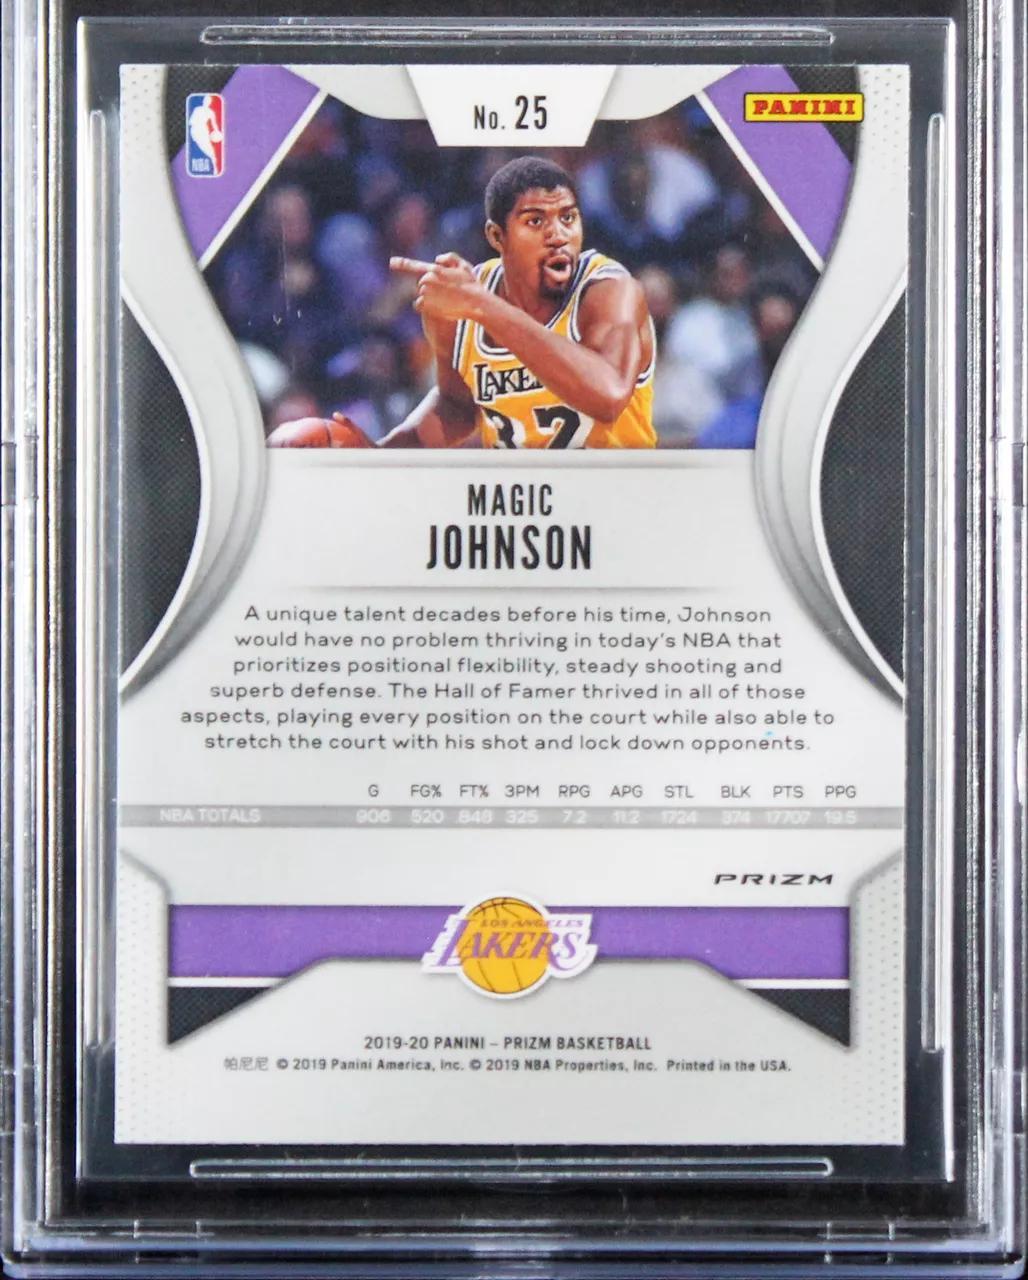 No. 25
PANINI
NBA
LAKE
32
MAGIC
JOHNSON
A unique talent decades before his time, Johnson
would have no problem thriving in today's NBA that
prioritizes positional flexibility, steady shooting and
superb defense. The Hall of Famer thrived in all of those
aspects, playing every position on the court while also able to
stretch the court with his shot and lock down opponents.
G FG% FT% 3PM RPG APG STL BLK PTS PPG
NBA TOTALS 906 .520 .848 325 7.2 11.2 1724 374 17707 19.5
PRIZM
LOS ANGELES
LAKERS
2019-20 PANINI – PRIZM BASKETBALL
帕尼尼 © 2019 Panini America, Inc. © 2019 NBA Properties, Inc. Printed in the USA.